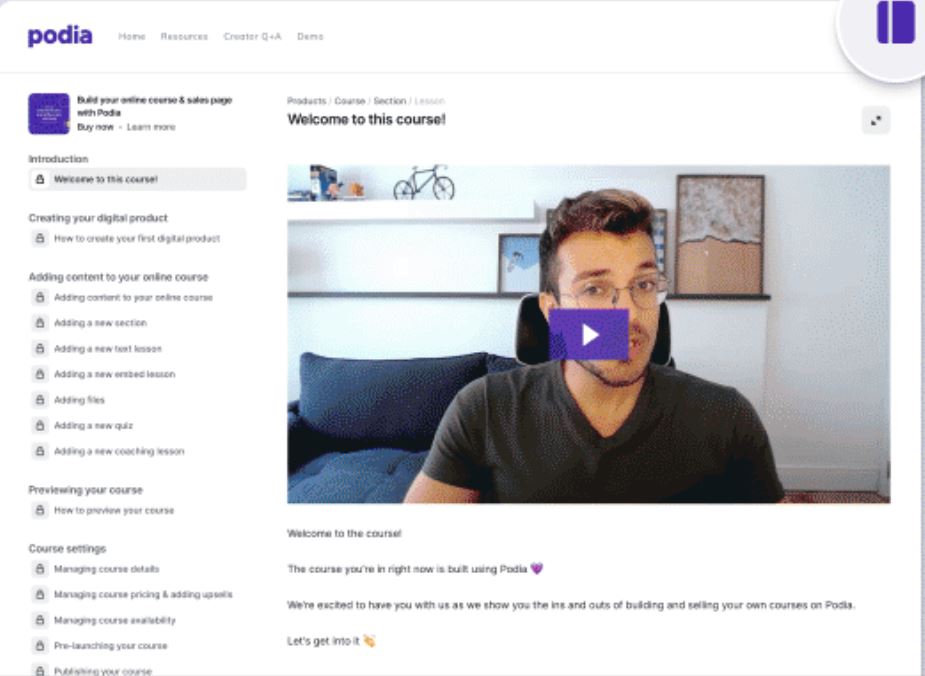 podia
Home Resources Creator Q+A Demo
Build your online course & sales page
with Podia
Buy now - Learn more
Introduction
Welcome to this course!
Creating your digital product
How to create your first digital product
Adding content to your online course
Adding content to your online course
Adding a new section
Adding a new text lesson
Adding a new embed lesson
Adding files
Adding a new quiz
Adding a new coaching lesson
Previewing your course
How to preview your course
Course settings
Managing course details
Managing course pricing & adding upsells
Managing course availability
Pre-launching your course
Publishing your course
Products / Course / Section / Lesson
Welcome to this course!
Welcome to the course!
The course you're in right now is built using Podia 💜
We're excited to have you with us as we show you the ins and outs of building and selling your own courses on Podia.
Let's get into it 👏